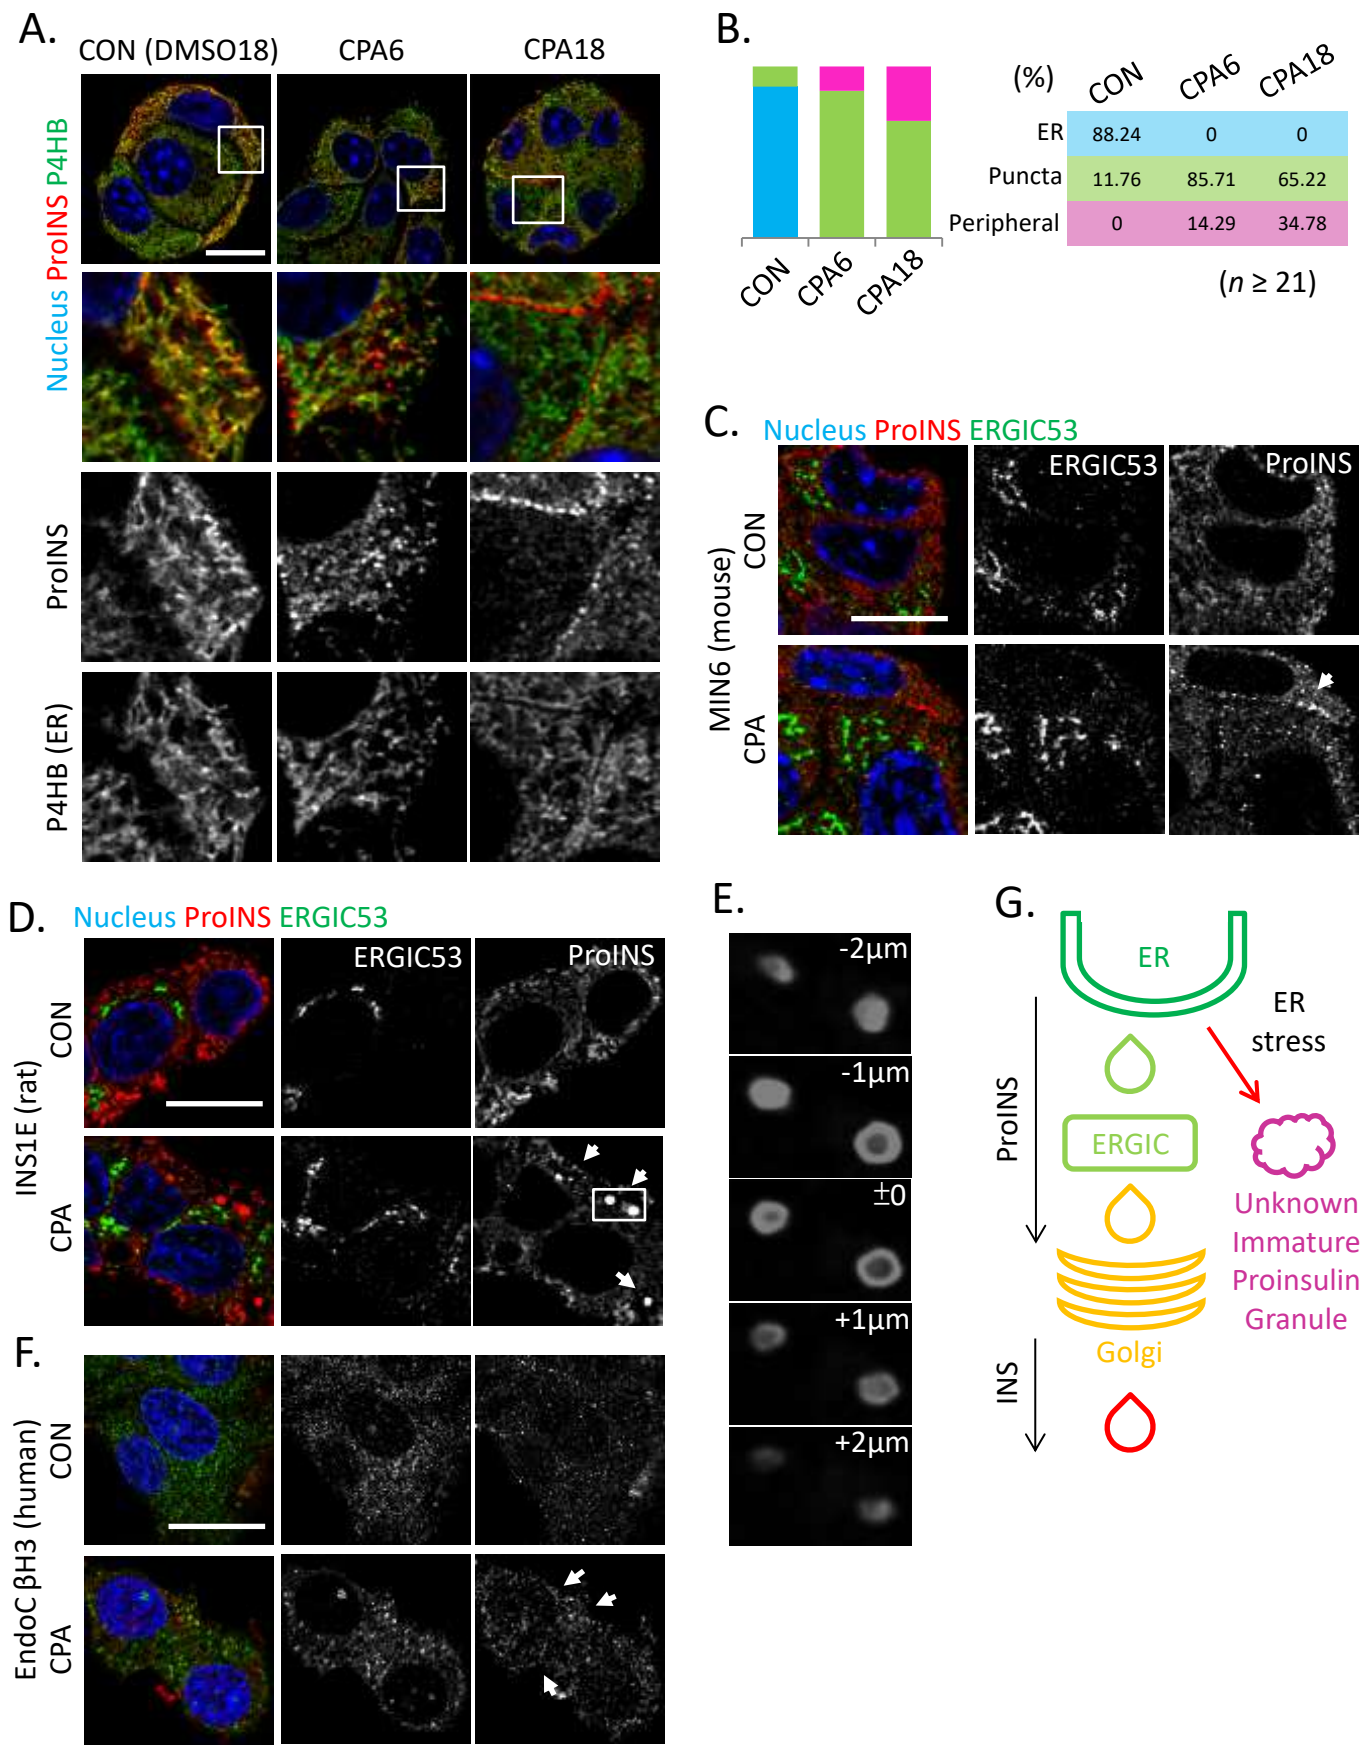 A.
CON (DMSO18)
CPA6
CPA18
Nucleus ProINS P4HB
ProINS
P4HB (ER)
B.
CON
CPA6
CPA18
(%)
CON
CPA6
CPA18
ER
88.24
0
0
Puncta
11.76
85.71
65.22
Peripheral
0
14.29
34.78
(n ≥ 21)
C.
Nucleus ProINS ERGIC53
ERGIC53
ProINS
MIN6 (mouse)
CON
CPA
D.
Nucleus ProINS ERGIC53
ERGIC53
ProINS
INS1E (rat)
CON
CPA
E.
-2μm
-1μm
±0
+1μm
+2μm
F.
EndoC βH3 (human)
CON
CPA
G.
ER
ER
stress
ProINS
ERGIC
Unknown
Immature
Proinsulin
Granule
Golgi
INS